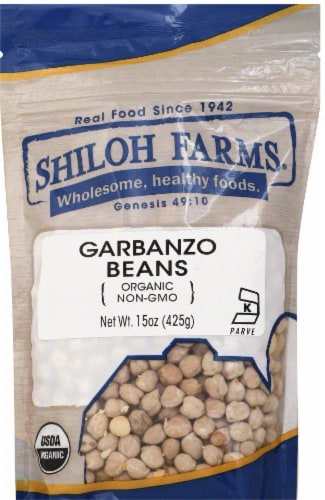 Real Food Since 1942
SHILOH FARMS®
Wholesome, healthy foods.
Genesis 49:10
GARBANZO
BEANS
{ ORGANIC }
NON-GMO
Net Wt. 15oz (425g)
K
PARVE
USDA
ORGANIC